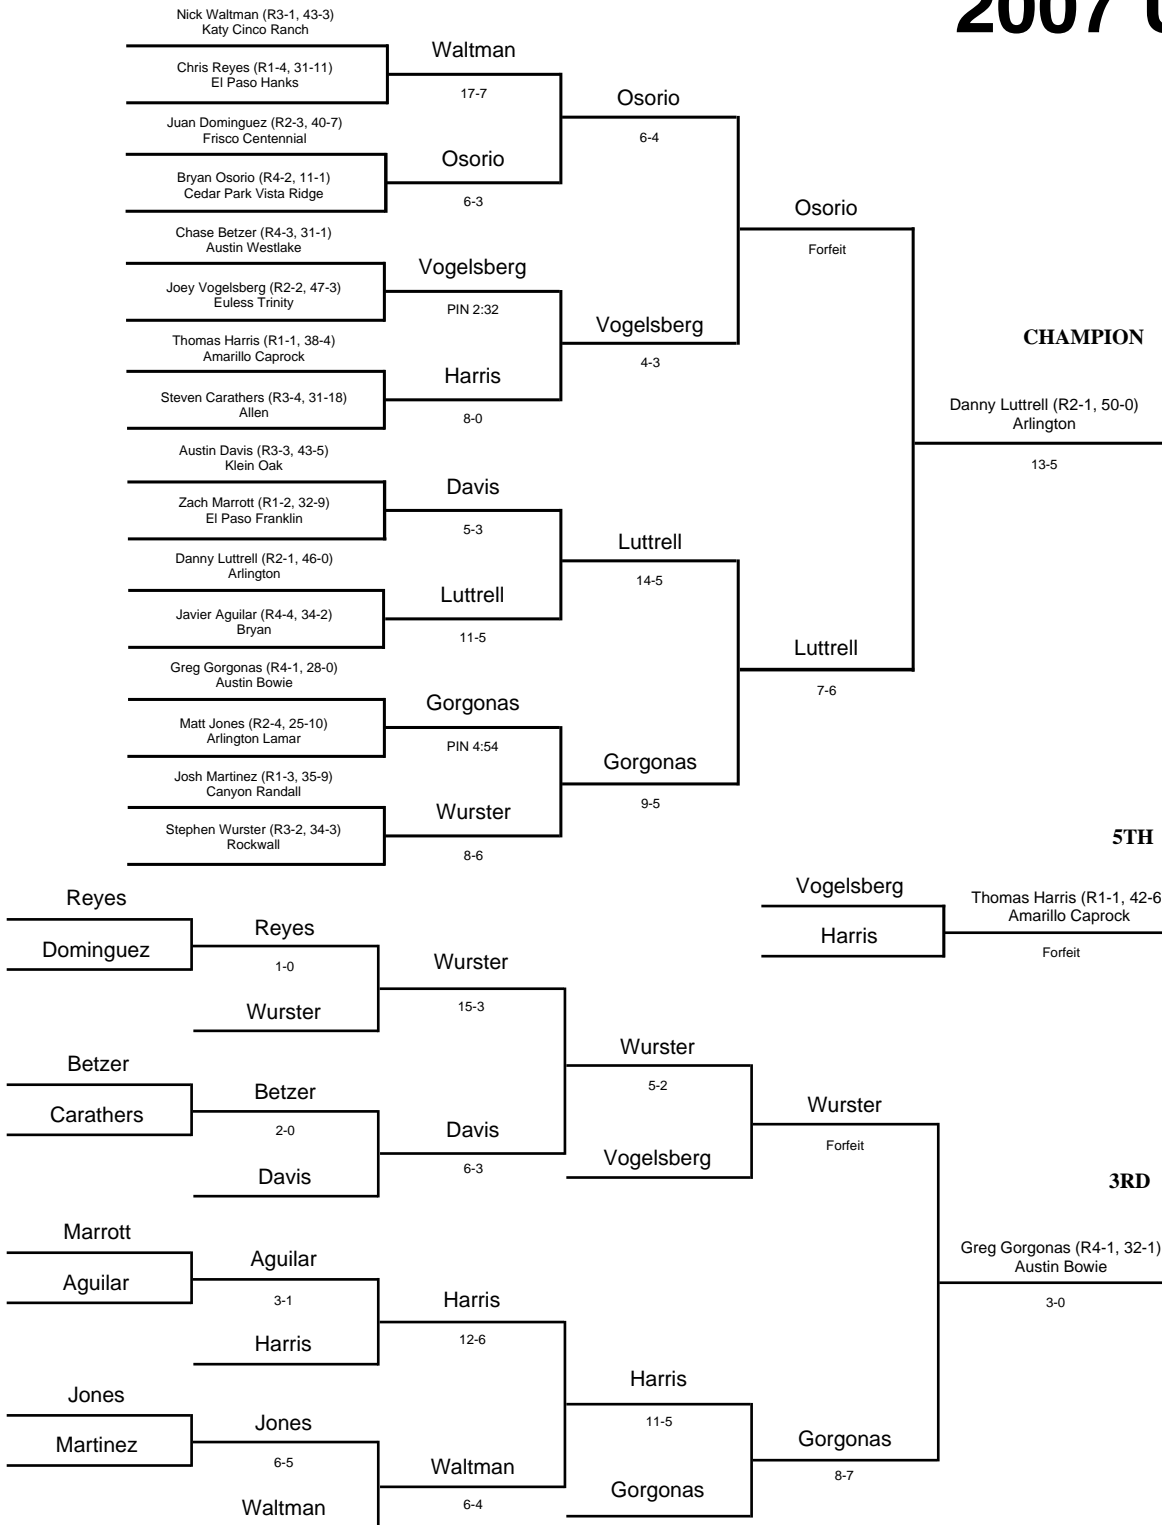 2007 U
Nick Waltman (R3-1, 43-3)
Katy Cinco Ranch
Waltman
Chris Reyes (R1-4, 31-11)
El Paso Hanks
17-7
Osorio
Juan Dominguez (R2-3, 40-7)
Frisco Centennial
6-4
Osorio
Bryan Osorio (R4-2, 11-1)
Cedar Park Vista Ridge
6-3
Osorio
Chase Betzer (R4-3, 31-1)
Austin Westlake
Forfeit
Vogelsberg
Joey Vogelsberg (R2-2, 47-3)
Euless Trinity
PIN 2:32
Vogelsberg
CHAMPION
Thomas Harris (R1-1, 38-4)
Amarillo Caprock
4-3
Harris
Steven Carathers (R3-4, 31-18)
Allen
8-0
Danny Luttrell (R2-1, 50-0)
Arlington
13-5
Austin Davis (R3-3, 43-5)
Klein Oak
Davis
Zach Marrott (R1-2, 32-9)
El Paso Franklin
5-3
Luttrell
Danny Luttrell (R2-1, 46-0)
Arlington
14-5
Luttrell
Javier Aguilar (R4-4, 34-2)
Bryan
11-5
Luttrell
Greg Gorgonas (R4-1, 28-0)
Austin Bowie
7-6
Gorgonas
Matt Jones (R2-4, 25-10)
Arlington Lamar
PIN 4:54
Gorgonas
Josh Martinez (R1-3, 35-9)
Canyon Randall
9-5
Wurster
Stephen Wurster (R3-2, 34-3)
Rockwall
8-6
5TH
Vogelsberg
Harris
Thomas Harris (R1-1, 42-6
Amarillo Caprock
Forfeit
Reyes
Dominguez
Reyes
1-0
Wurster
Wurster
15-3
Betzer
Carathers
Betzer
2-0
Davis
Davis
6-3
Wurster
5-2
Vogelsberg
Wurster
Forfeit
3RD
Marrott
Aguilar
Aguilar
3-1
Harris
Harris
12-6
Greg Gorgonas (R4-1, 32-1)
Austin Bowie
3-0
Jones
Martinez
Jones
6-5
Waltman
Waltman
6-4
Harris
11-5
Gorgonas
Gorgonas
8-7